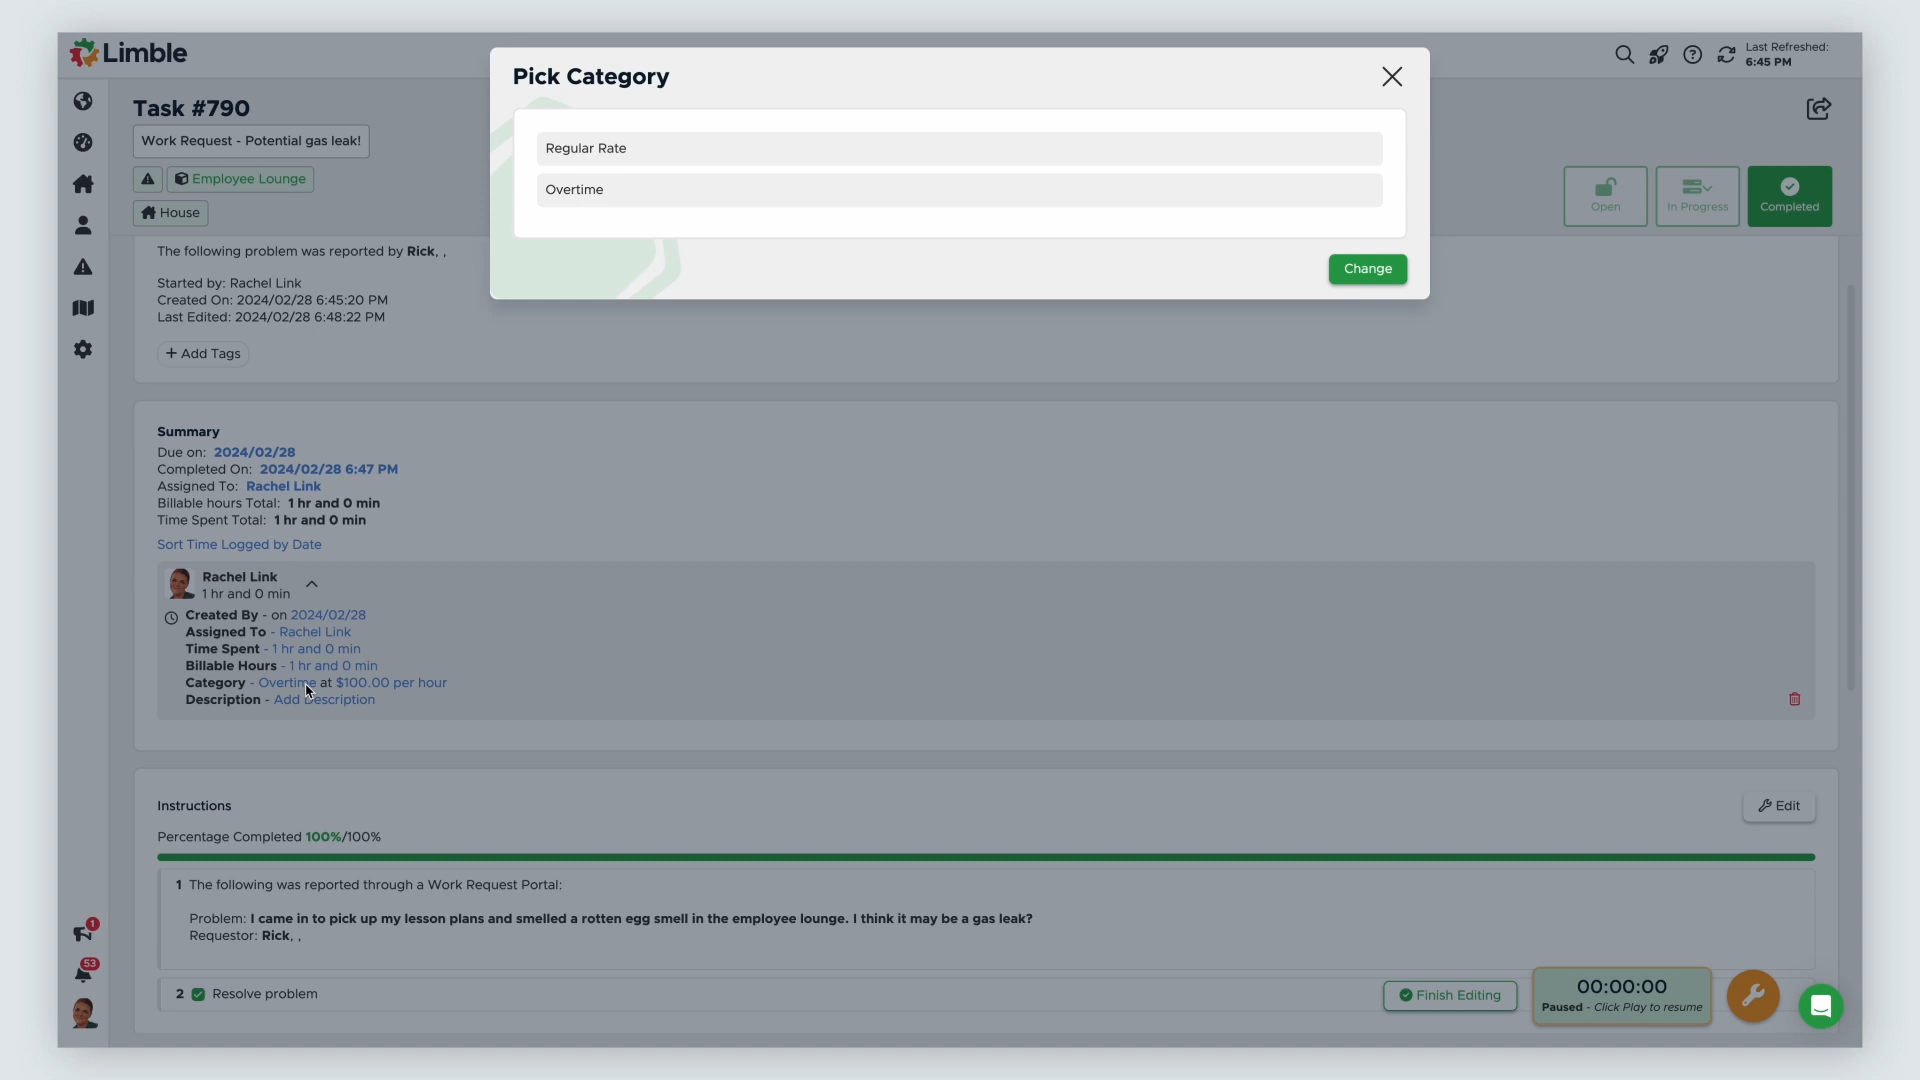 Limble
Last Refreshed:
6:45 PM
Pick Category
Regular Rate
Overtime
Change
Task #790
Work Request - Potential gas leak!
Employee Lounge
House
Open
In Progress
Completed
The following problem was reported by Rick, ,
Started by: Rachel Link
Created On: 2024/02/28 6:45:20 PM
Last Edited: 2024/02/28 6:48:22 PM
+ Add Tags
Summary
Due on: 2024/02/28
Completed On: 2024/02/28 6:47 PM
Assigned To: Rachel Link
Billable hours Total: 1 hr and 0 min
Time Spent Total: 1 hr and 0 min
Sort Time Logged by Date
Rachel Link
1 hr and 0 min
Created By - on 2024/02/28
Assigned To - Rachel Link
Time Spent - 1 hr and 0 min
Billable Hours - 1 hr and 0 min
Category - Overtime at $100.00 per hour
Description - Add Description
Instructions
Edit
Percentage Completed 100%/100%
1 The following was reported through a Work Request Portal:
Problem: I came in to pick up my lesson plans and smelled a rotten egg smell in the employee lounge. I think it may be a gas leak?
Requestor: Rick, ,
2 Resolve problem
Finish Editing
00:00:00
Paused - Click Play to resume
1
53